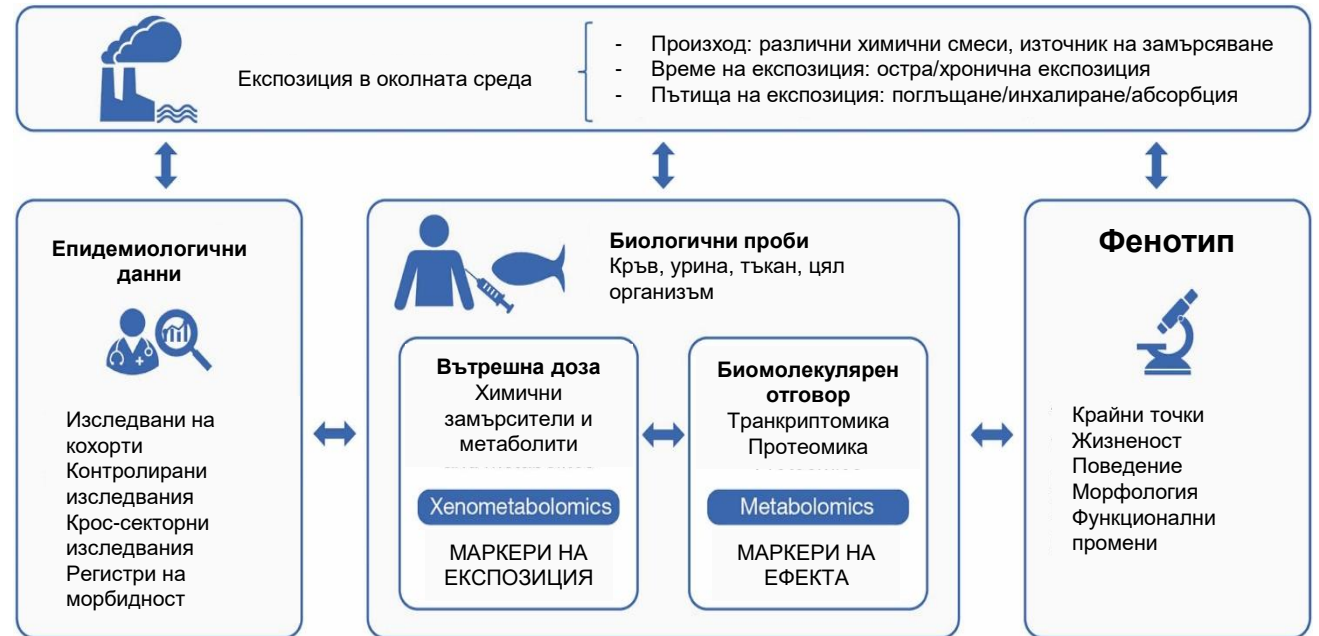 Експозиция в околната среда
- Произход: различни химични смеси, източник на замърсяване
- Време на експозиция: остра/хронична експозиция
- Пътища на експозиция: поглъщане/инхалиране/абсорбция
Епидемиологични
данни
Изследвани на
кохорти
Контролирани
изследвания
Крос-секторни
изследвания
Регистри на
морбидност
Биологични проби
Кръв, урина, тъкан, цял
организъм
Вътрешна доза
Химични
замърсители и
метаболити
Xenometabolomics
МАРКЕРИ НА
ЕКСПОЗИЦИЯ
Биомолекулярен
отговор
Транкриптомика
Протеомика
Metabolomics
МАРКЕРИ НА
ЕФЕКТА
Фенотип
Крайни точки
Жизненост
Поведение
Морфология
Функционални
промени